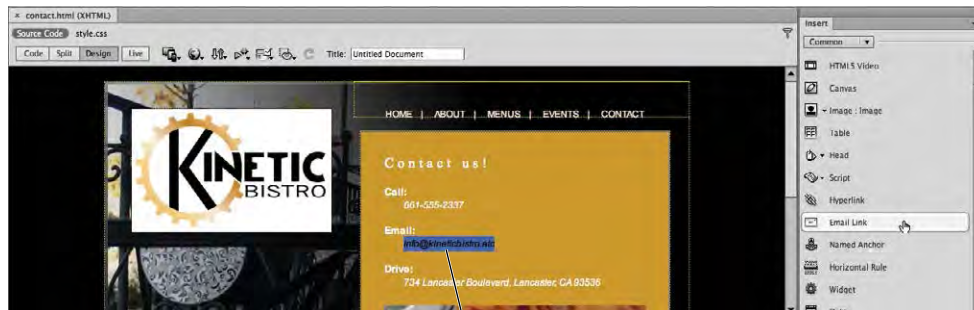 × contact.html (XHTML)
Source Code style.css
Code Split Design Live Title: Untitled Document
HOME | ABOUT | MENUS | EVENTS | CONTACT
KINETIC
BISTRO
Contact us!
Call:
661-555-2337
Email:
info@kineticbistro.biz
Drive:
734 Lancaster Boulevard, Lancaster, CA 93536
Insert
Common
HTML5 Video
Canvas
Image : Image
Table
Head
Script
Hyperlink
Email Link
Named Anchor
Horizontal Rule
Widget